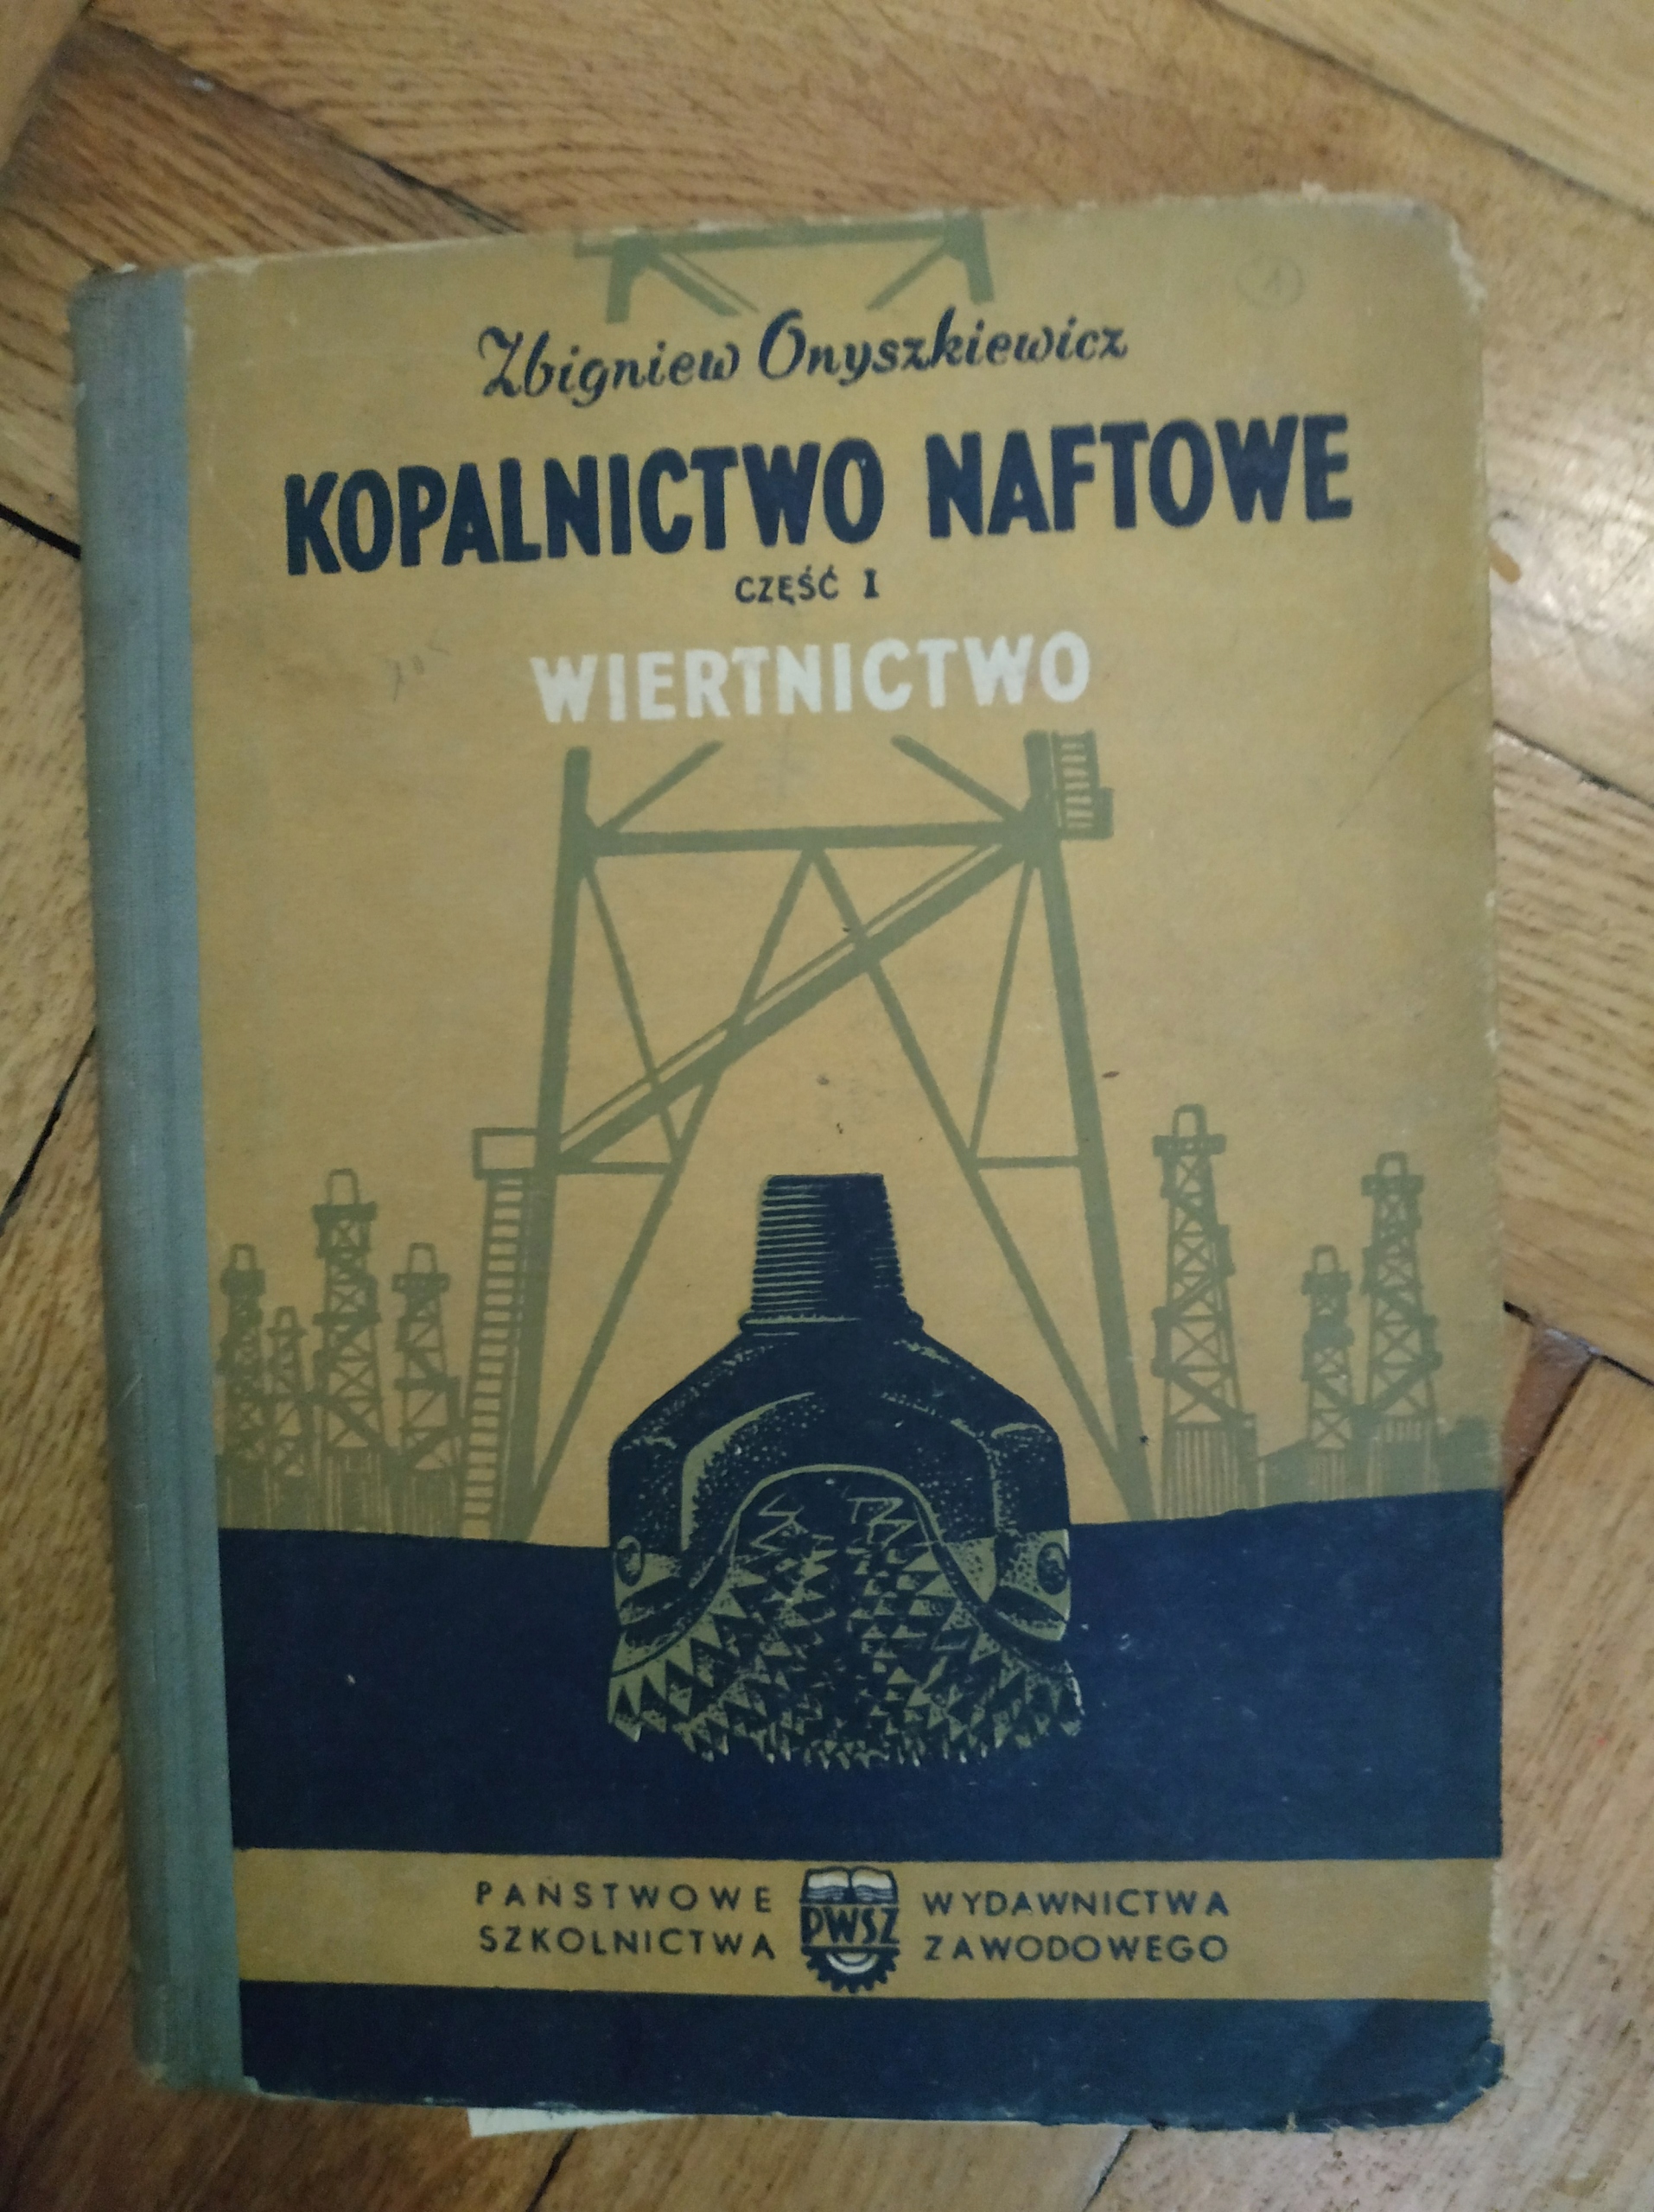 Zbigniew Onyszkiewicz
KOPALNICTWO NAFTOWE
CZĘŚĆ I
WIERTNICTWO
PAŃSTWOWE WYDAWNICTWA
SZKOLNICTWA ZAWODOWEGO
PWSZ